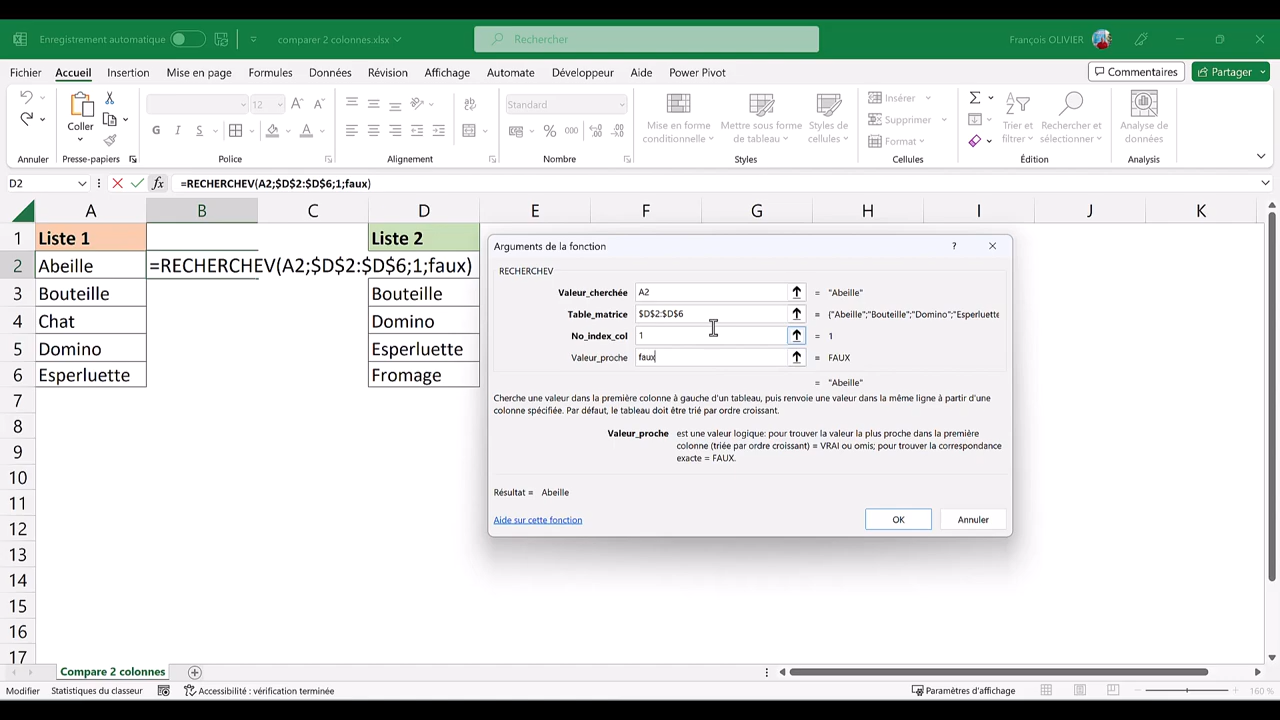 Enregistrement automatique
comparer 2 colonnes.xlsx
Rechercher
François OLIVIER
Fichier Accueil Insertion Mise en page Formules Données Révision Affichage Automate Développeur Aide Power Pivot
Commentaires
Partager
Coller
12
G I S
Standard
% 000
Mise en forme conditionnelle
Mettre sous forme de tableau
Styles de cellules
Insérer
Supprimer
Format
Trier et filtrer
Rechercher et sélectionner
Analyse de données
Annuler Presse-papiers Police Alignement Nombre Styles Cellules Édition Analysis
D2 fx =RECHERCHEV(A2;$D$2:$D$6;1;faux)
A B C D E F G H I J K
1 Liste 1 Liste 2
2 Abeille =RECHERCHEV(A2;$D$2:$D$6;1;faux)
3 Bouteille Bouteille
4 Chat Domino
5 Domino Esperluette
6 Esperluette Fromage
7
8
9
10
11
12
13
14
15
16
17
Arguments de la fonction ?
RECHERCHEV
Valeur_cherchée A2 = "Abeille"
Table_matrice $D$2:$D$6 = {"Abeille";"Bouteille";"Domino";"Esperluette
No_index_col 1 = 1
Valeur_proche faux = FAUX
= "Abeille"
Cherche une valeur dans la première colonne à gauche d'un tableau, puis renvoie une valeur dans la même ligne à partir d'une
colonne spécifiée. Par défaut, le tableau doit être trié par ordre croissant.
Valeur_proche est une valeur logique: pour trouver la valeur la plus proche dans la première
colonne (triée par ordre croissant) = VRAI ou omis; pour trouver la correspondance
exacte = FAUX.
Résultat = Abeille
Aide sur cette fonction
OK Annuler
Compare 2 colonnes
Modifier Statistiques du classeur Accessibilité : vérification terminée Paramètres d'affichage 160 %